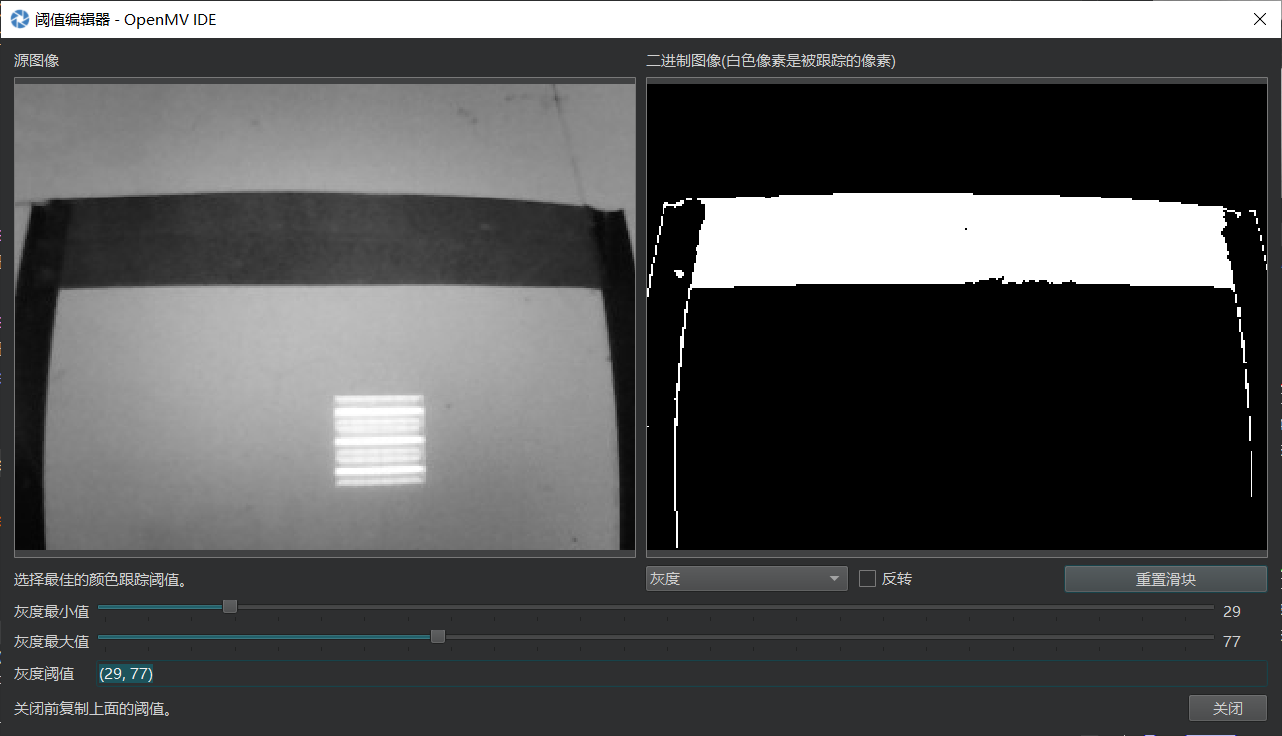 阈值编辑器 - OpenMV IDE
源图像
二进制图像(白色像素是被跟踪的像素)
选择最佳的颜色跟踪阈值。
灰度
反转
重置滑块
灰度最小值
29
灰度最大值
77
灰度阈值
(29, 77)
关闭前复制上面的阈值。
关闭